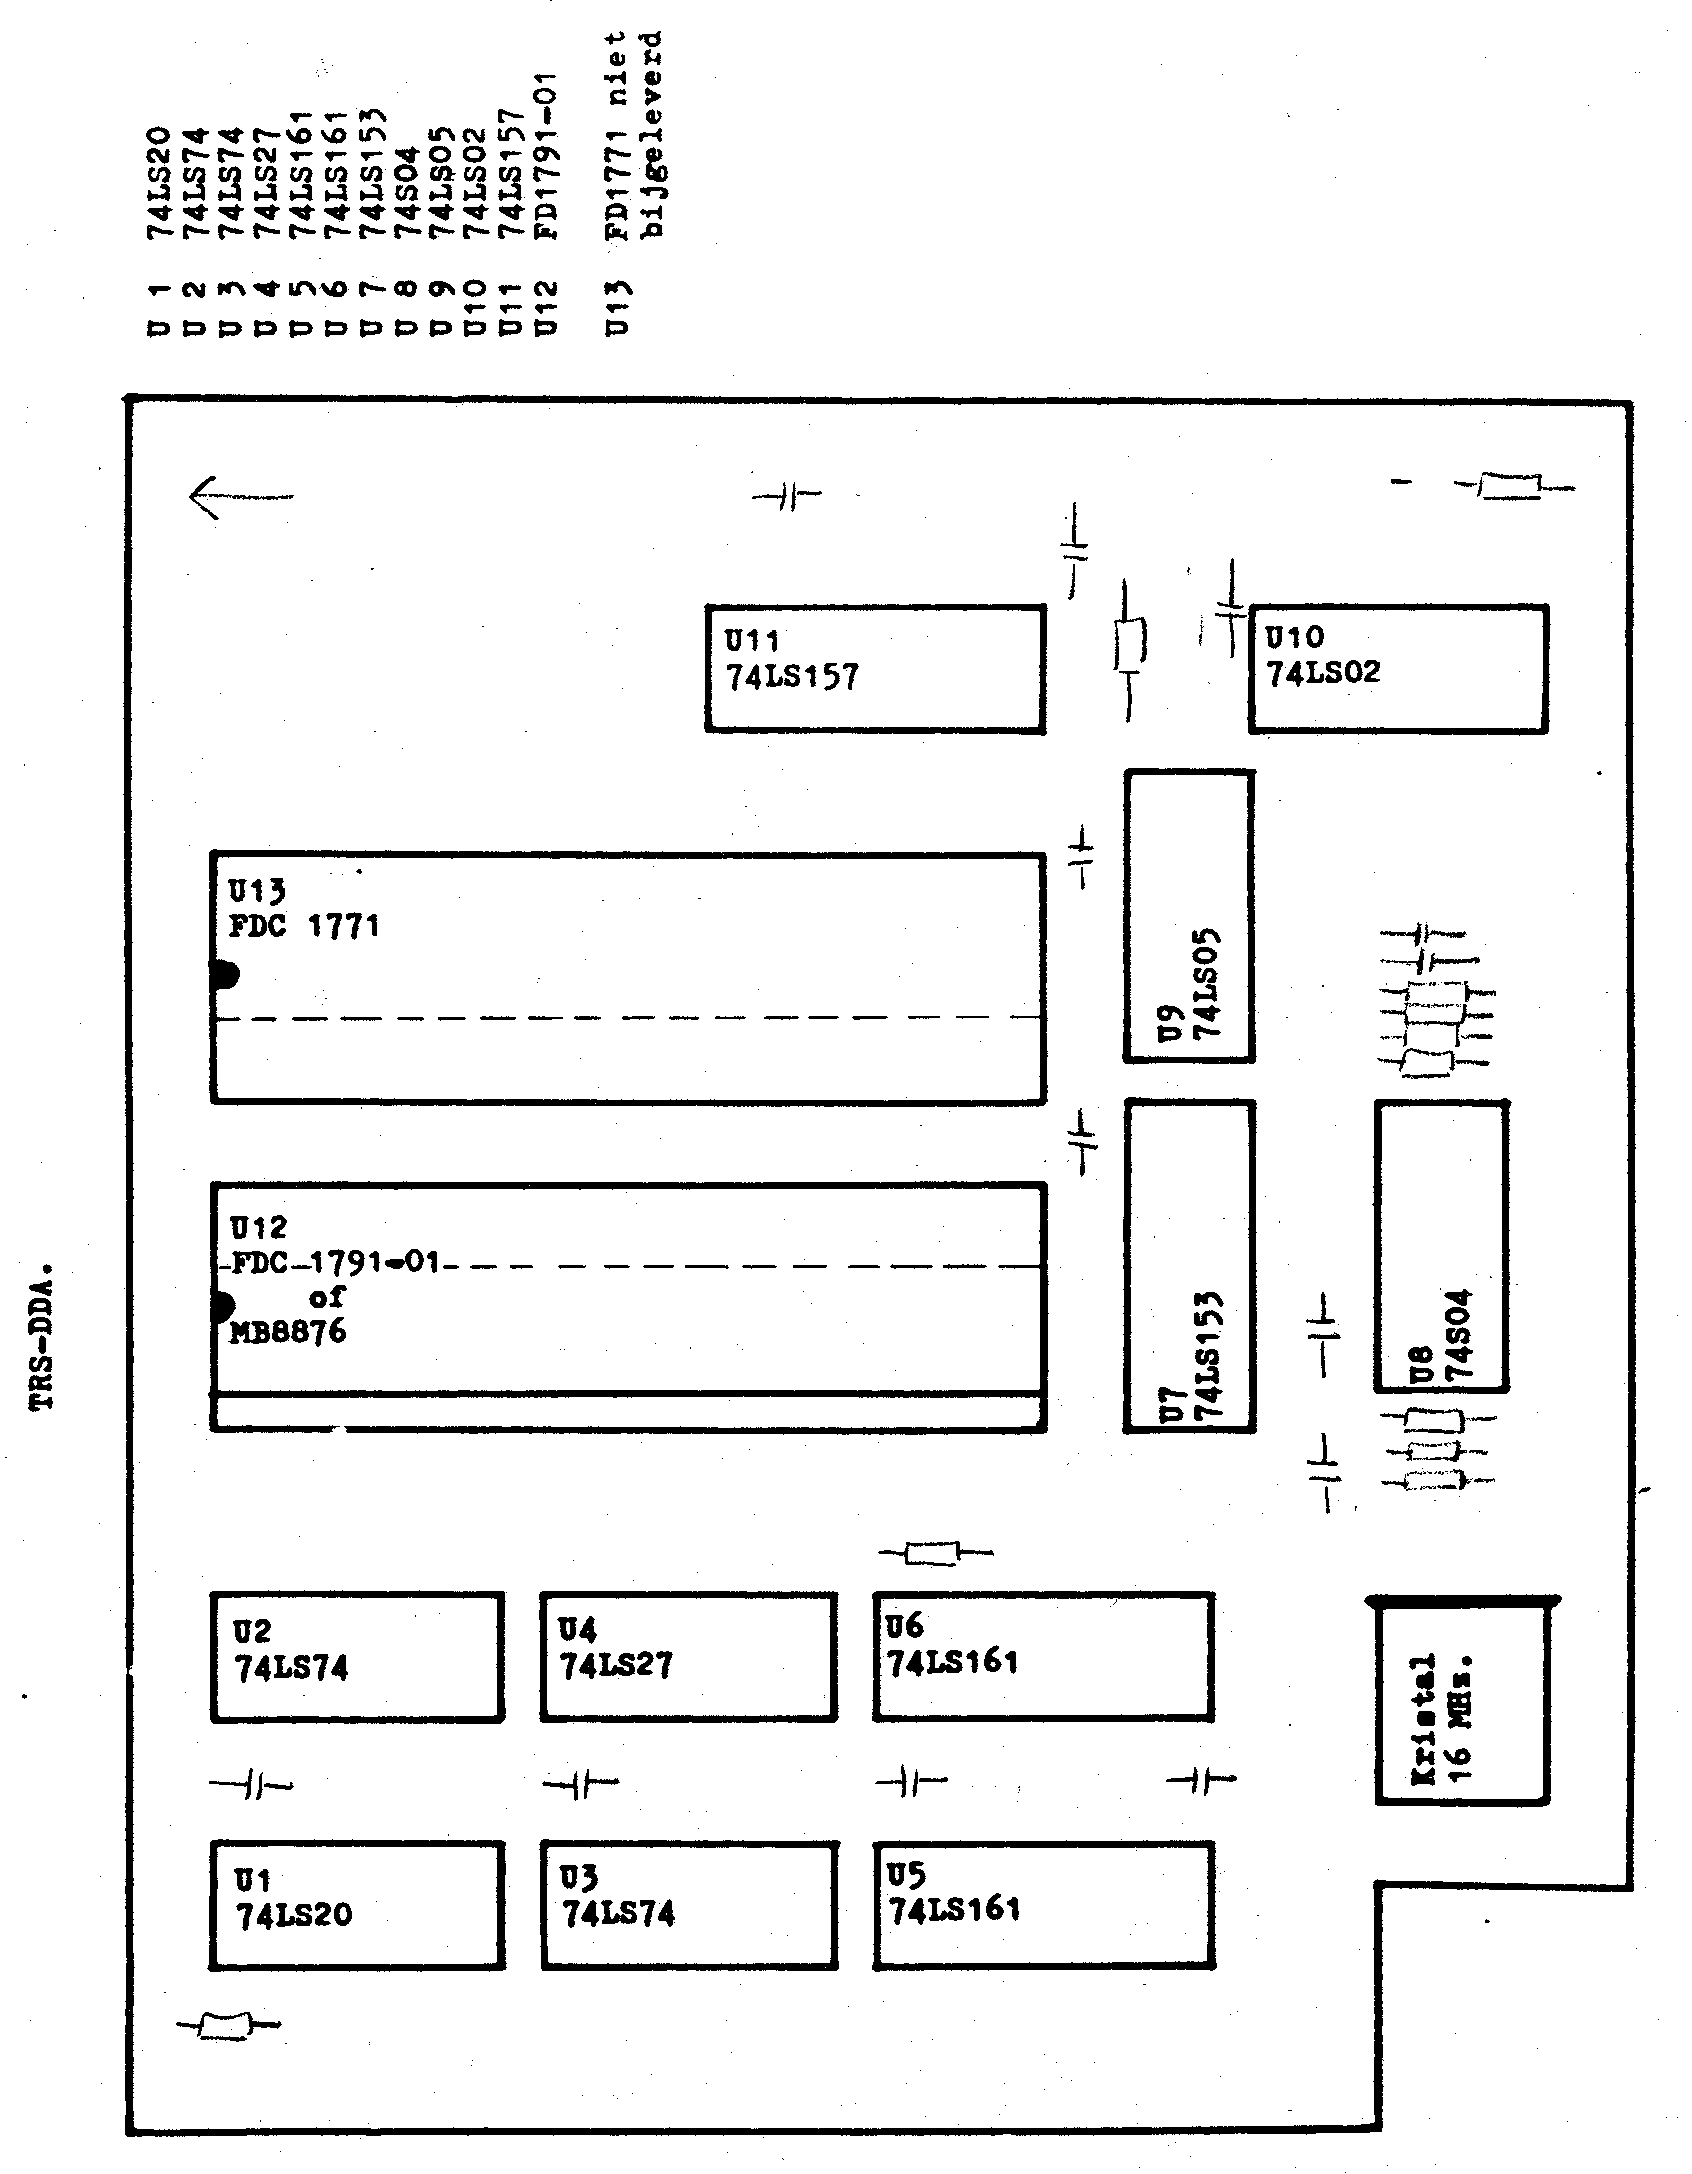 U 1 74LS20
U 2 74LS74
U 3 74LS74
U 4 74LS27
U 5 74LS161
U 6 74LS161
U 7 74LS153
U 8 74S04
U 9 74LS05
U10 74LS02
U11 74LS157
U12 FD1791-01
U13 FD1771 niet
bijgeleverd
TRS-DDA.
U11
74LS157
U10
74LS02
U13
FDC 1771
U9
74LS05
U12
FDC 1791-01
of
MB8876
U7
74LS153
U8
74S04
U2
74LS74
U4
74LS27
U6
74LS161
Kristal
16 MHz.
U1
74LS20
U3
74LS74
U5
74LS161